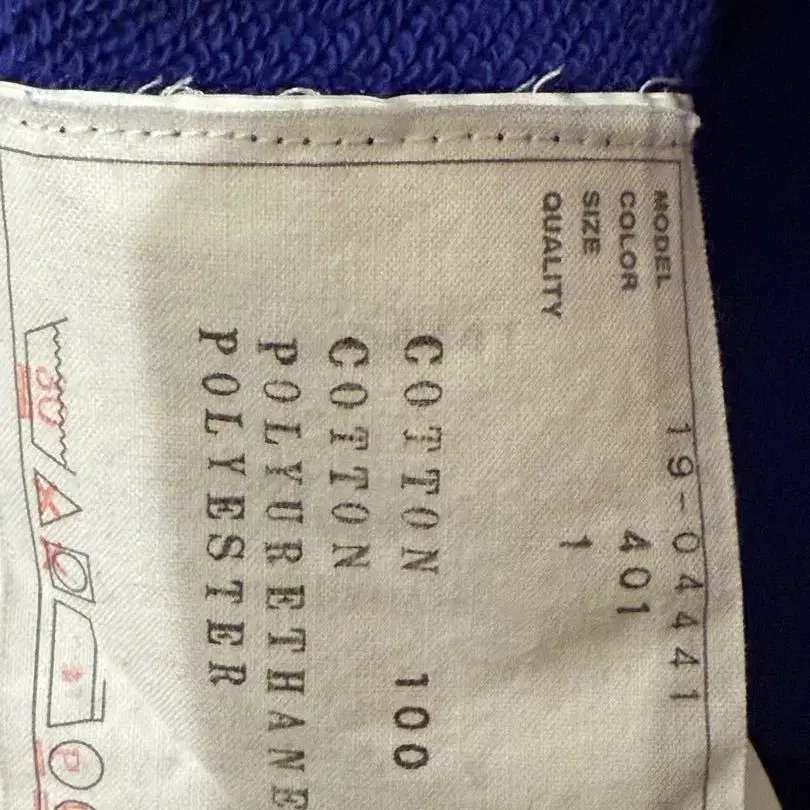 MODEL 19-04441
COLOR 401
SIZE 1
QUALITY
COTTON 100
COTTON
POLYURETHANE
POLYESTER
30